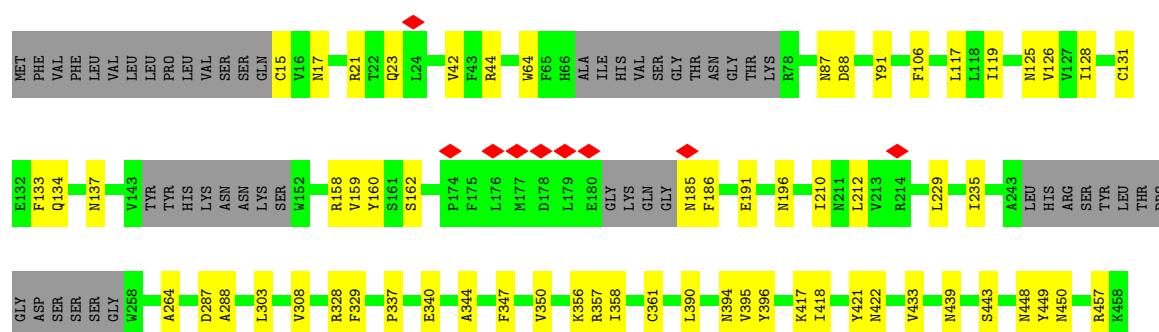 MET PHE VAL PHE LEU VAL LEU LEU PRO LEU VAL SER SER GLN C15 V16 N17 R21 T22 Q23 L24 V42 F43 R44 W64 F65 H66 ALA ILE HIS VAL SER GLY THR ASN GLY THR LYS R78 N87 D88 Y91 F106 L117 L118 I119 N125 V126 V127 I128 C131
E132 F133 Q134 N137 V143 TYR TYR HIS LYS ASN ASN LYS SER W152 R158 V159 Y160 S161 S162 P174 F175 L176 M177 D178 L179 E180 GLY LYS GLN GLY N185 F186 E191 N196 I210 N211 L212 V213 R214 L229 I235 A243 LEU HIS ARG SER TYR LEU THR PRO
GLY ASP SER SER SER GLY W258 A264 D287 A288 L303 V308 R328 F329 P337 E340 A344 F347 V350 K356 R357 I358 C361 L390 N394 V395 Y396 K417 I418 Y421 N422 V433 N439 S443 N448 Y449 N450 R457 K458